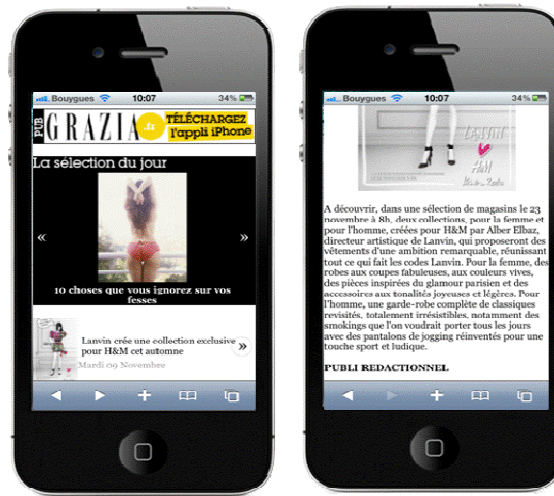 Bouygues 10:07 34%
PUB
GRAZIA.fr
TÉLÉCHARGEZ
l'appli iPhone
La sélection du jour
«
»
10 choses que vous ignorez sur vos
fesses
Lanvin crée une collection exclusive
pour H&M cet automne
»
Mardi 09 Novembre
Bouygues 10:07 34%
LANVIN
HM
A découvrir, dans une sélection de magasins le 23
novembre à 8h, deux collections, pour la femme et
pour l'homme, créées pour H&M par Alber Elbaz,
directeur artistique de Lanvin, qui proposeront des
vêtements d'une ambition remarquable, réunissant
tout ce qui fait les codes Lanvin. Pour la femme, des
robes aux coupes fabuleuses, aux couleurs vives,
des pièces inspirées du glamour parisien et des
accessoires aux tonalités joyeuses et légères. Pour
l'homme, une garde-robe complète de classiques
revisités, totalement irrésistibles, notamment des
smokings que l'on voudrait porter tous les jours
avec des pantalons de jogging réinventés pour une
touche sport et ludique.
PUBLI REDACTIONNEL